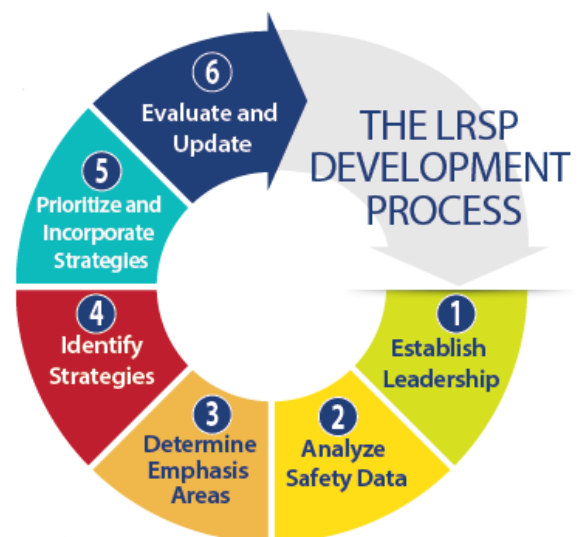 THE LRSP
DEVELOPMENT
PROCESS
1
Establish
Leadership
2
Analyze
Safety Data
3
Determine
Emphasis
Areas
4
Identify
Strategies
5
Prioritize and
Incorporate
Strategies
6
Evaluate and
Update